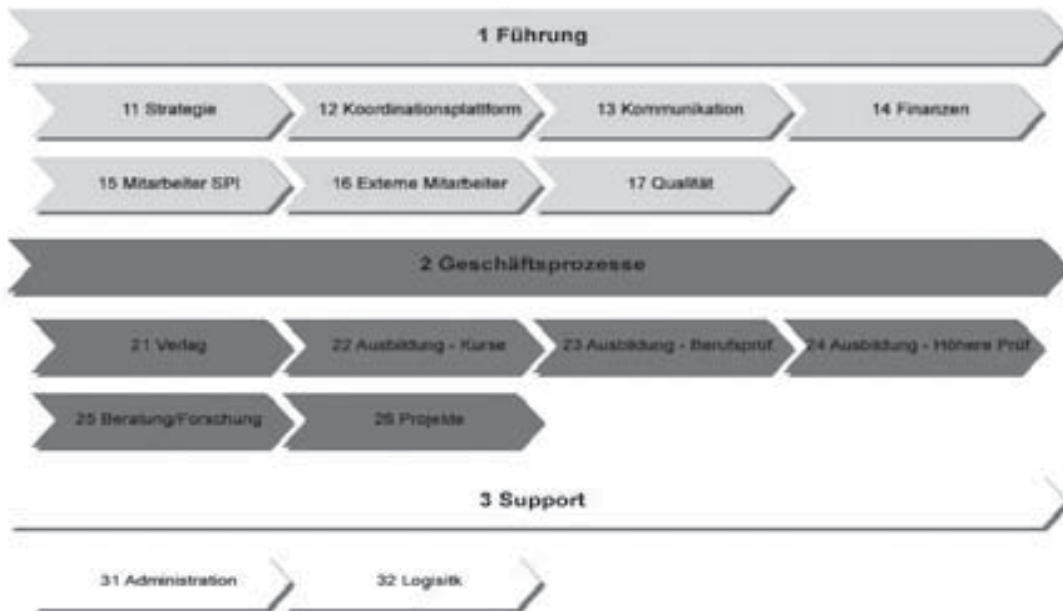 1 Führung
11 Strategie
12 Koordinationsplattform
13 Kommunikation
14 Finanzen
15 Mitarbeiter SPI
16 Externe Mitarbeiter
17 Qualität
2 Geschäftsprozesse
21 Verlag
22 Ausbildung - Kurse
23 Ausbildung - Berufsprüf.
24 Ausbildung - Höhere Prüf.
25 Beratung/Forschung
26 Projekte
3 Support
31 Administration
32 Logisitk